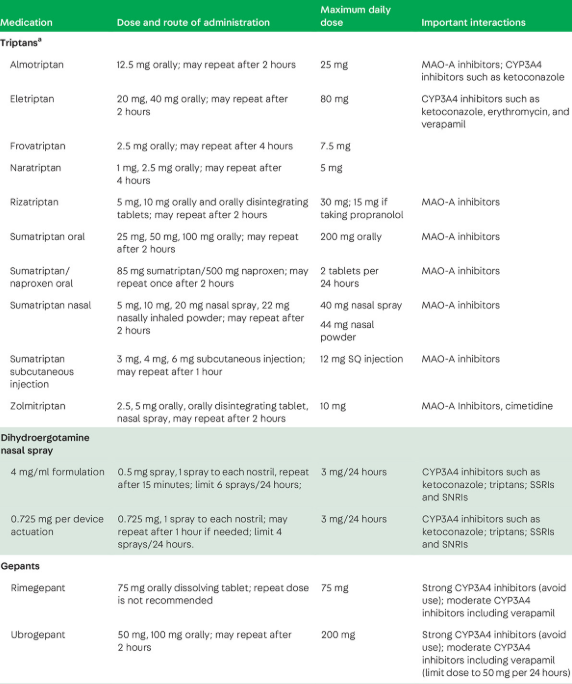 Medication Dose and route of administration Maximum daily dose Important interactions
Triptansa
Almotriptan 12.5 mg orally; may repeat after 2 hours 25 mg MAO-A inhibitors; CYP3A4
inhibitors such as ketoconazole
Eletriptan 20 mg, 40 mg orally; may repeat after 80 mg CYP3A4 inhibitors such as
2 hours ketoconazole, erythromycin, and
verapamil
Frovatriptan 2.5 mg orally; may repeat after 4 hours 7.5 mg
Naratriptan 1 mg, 2.5 mg orally; may repeat after 5 mg
4 hours
Rizatriptan 5 mg, 10 mg orally and orally disintegrating 30 mg; 15 mg if MAO-A inhibitors
tablets; may repeat after 2 hours taking propranolol
Sumatriptan oral 25 mg, 50 mg, 100 mg orally; may repeat 200 mg orally MAO-A inhibitors
after 2 hours
Sumatriptan/ 85 mg sumatriptan/500 mg naproxen; may 2 tablets per MAO-A inhibitors
naproxen oral repeat once after 2 hours 24 hours
Sumatriptan nasal 5 mg, 10 mg, 20 mg nasal spray, 22 mg 40 mg nasal spray MAO-A inhibitors
nasally inhaled powder; may repeat after 44 mg nasal
2 hours powder
Sumatriptan 3 mg, 4 mg, 6 mg subcutaneous injection; 12 mg SQ injection MAO-A inhibitors
subcutaneous may repeat after 1 hour
injection
Zolmitriptan 2.5, 5 mg orally, orally disintegrating tablet, 10 mg MAO-A Inhibitors, cimetidine
nasal spray, may repeat after 2 hours
Dihydroergotamine
nasal spray
4 mg/ml formulation 0.5 mg spray, 1 spray to each nostril, repeat 3 mg/24 hours CYP3A4 inhibitors such as
after 15 minutes; limit 6 sprays/24 hours; ketoconazole; triptans; SSRIs
and SNRIs
0.725 mg per device 0.725 mg, 1 spray to each nostril; may 3 mg/24 hours CYP3A4 inhibitors such as
actuation repeat after 1 hour if needed; limit 4 ketoconazole; triptans; SSRIs
sprays/24 hours. and SNRIs
Gepants
Rimegepant 75 mg orally dissolving tablet; repeat dose 75 mg Strong CYP3A4 inhibitors (avoid
is not recommended use); moderate CYP3A4
inhibitors including verapamil
Ubrogepant 50 mg, 100 mg orally; may repeat after 200 mg Strong CYP3A4 inhibitors (avoid
2 hours use); moderate CYP3A4
inhibitors including verapamil
(limit dose to 50 mg per 24 hours)